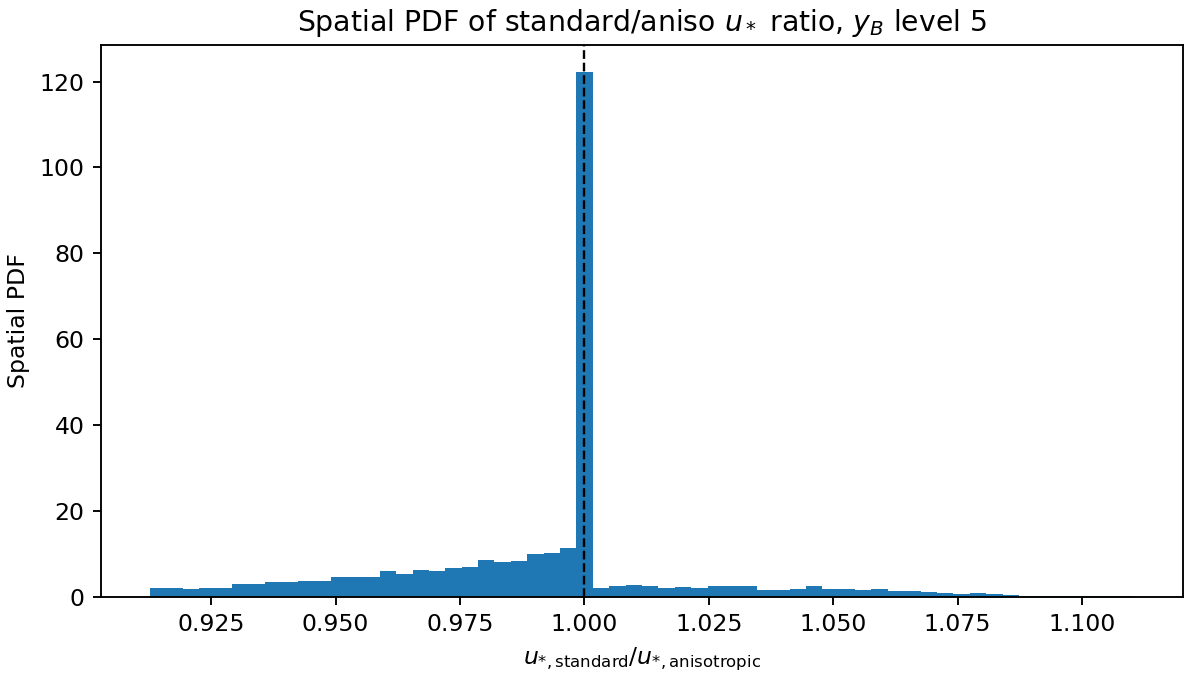 Spatial PDF of standard/aniso u* ratio, yB level 5
Spatial PDF
120
100
80
60
40
20
0
0.925 0.950 0.975 1.000 1.025 1.050 1.075 1.100
u*,standard/u*,anisotropic